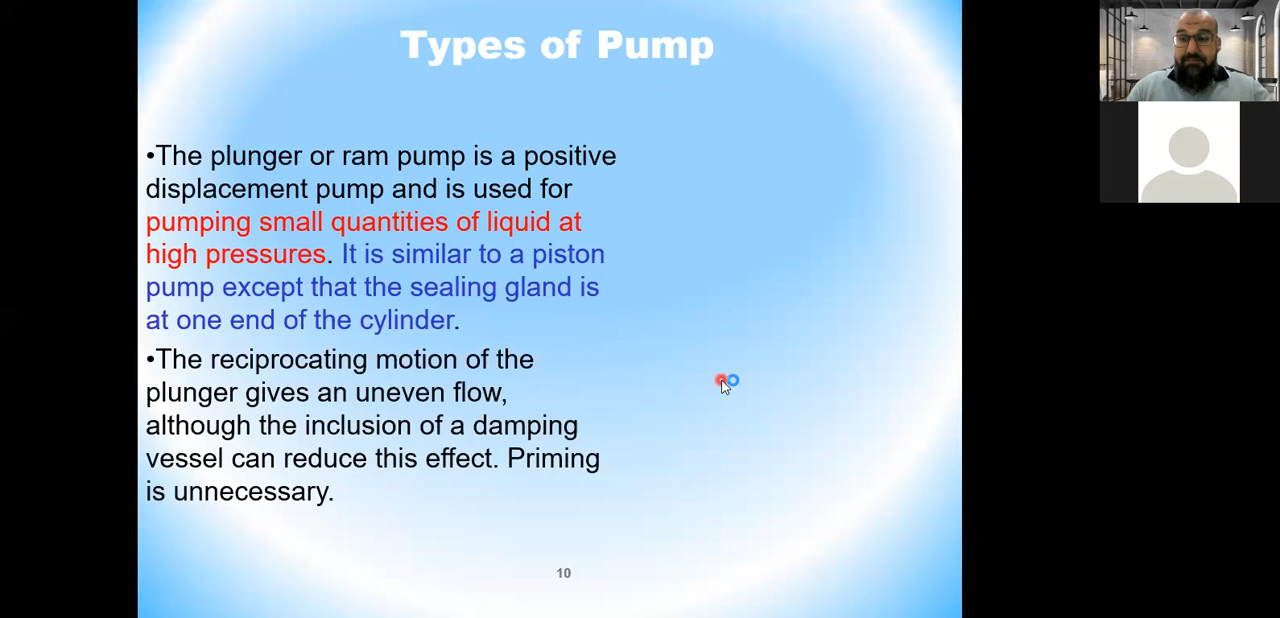 Types of Pump
•The plunger or ram pump is a positive
displacement pump and is used for
pumping small quantities of liquid at
high pressures. It is similar to a piston
pump except that the sealing gland is
at one end of the cylinder.
•The reciprocating motion of the
plunger gives an uneven flow,
although the inclusion of a damping
vessel can reduce this effect. Priming
is unnecessary.
10